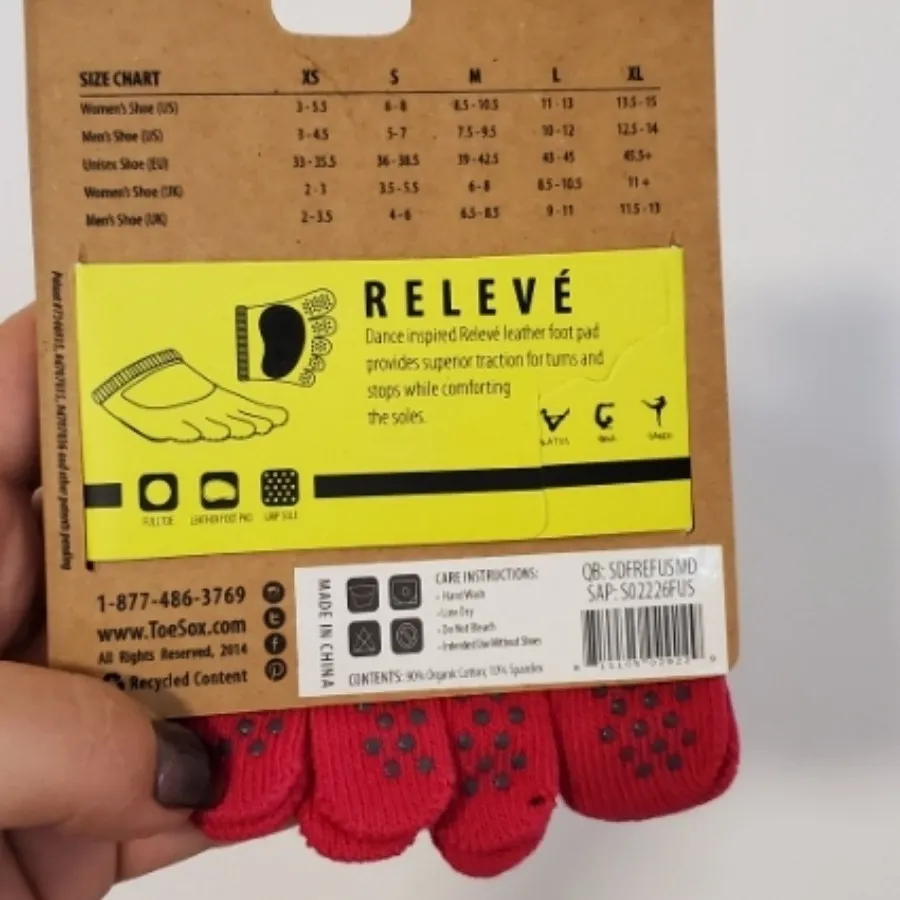 SIZE CHART XS S M L XL
Women's Shoe (US) 3 - 5.5 6 - 8 8.5 - 10.5 11 - 13 13.5 - 15
Men's Shoe (US) 3 - 4.5 5 - 7 7.5 - 9.5 10 - 12 12.5 - 14
Unisex Shoe (EU) 33 - 35.5 36 - 38.5 39 - 42.5 43 - 45 45.5+
Women's Shoe (UK) 2 - 3 3.5 - 5.5 6 - 8 8.5 - 10.5 11 +
Men's Shoe (UK) 2 - 3.5 4 - 6 6.5 - 8.5 9 - 11 11.5 - 13
RELEVÉ
Dance inspired Relevé leather foot pad
provides superior traction for turns and
stops while comforting
the soles.
FULL TOE LEATHER FOOT PAD GRIP SOLE
and other patents pending
1-877-486-3769
www.ToeSox.com
All Rights Reserved, 2014
Recycled Content
MADE IN CHINA
CARE INSTRUCTIONS:
- Hand Wash
- Line Dry
- Do Not Bleach
- Intended Use Without Shoes
CONTENTS: 90% Organic Cotton, 10% Spandex
QB: SDFREFUSMD
SAP: S02226FUS